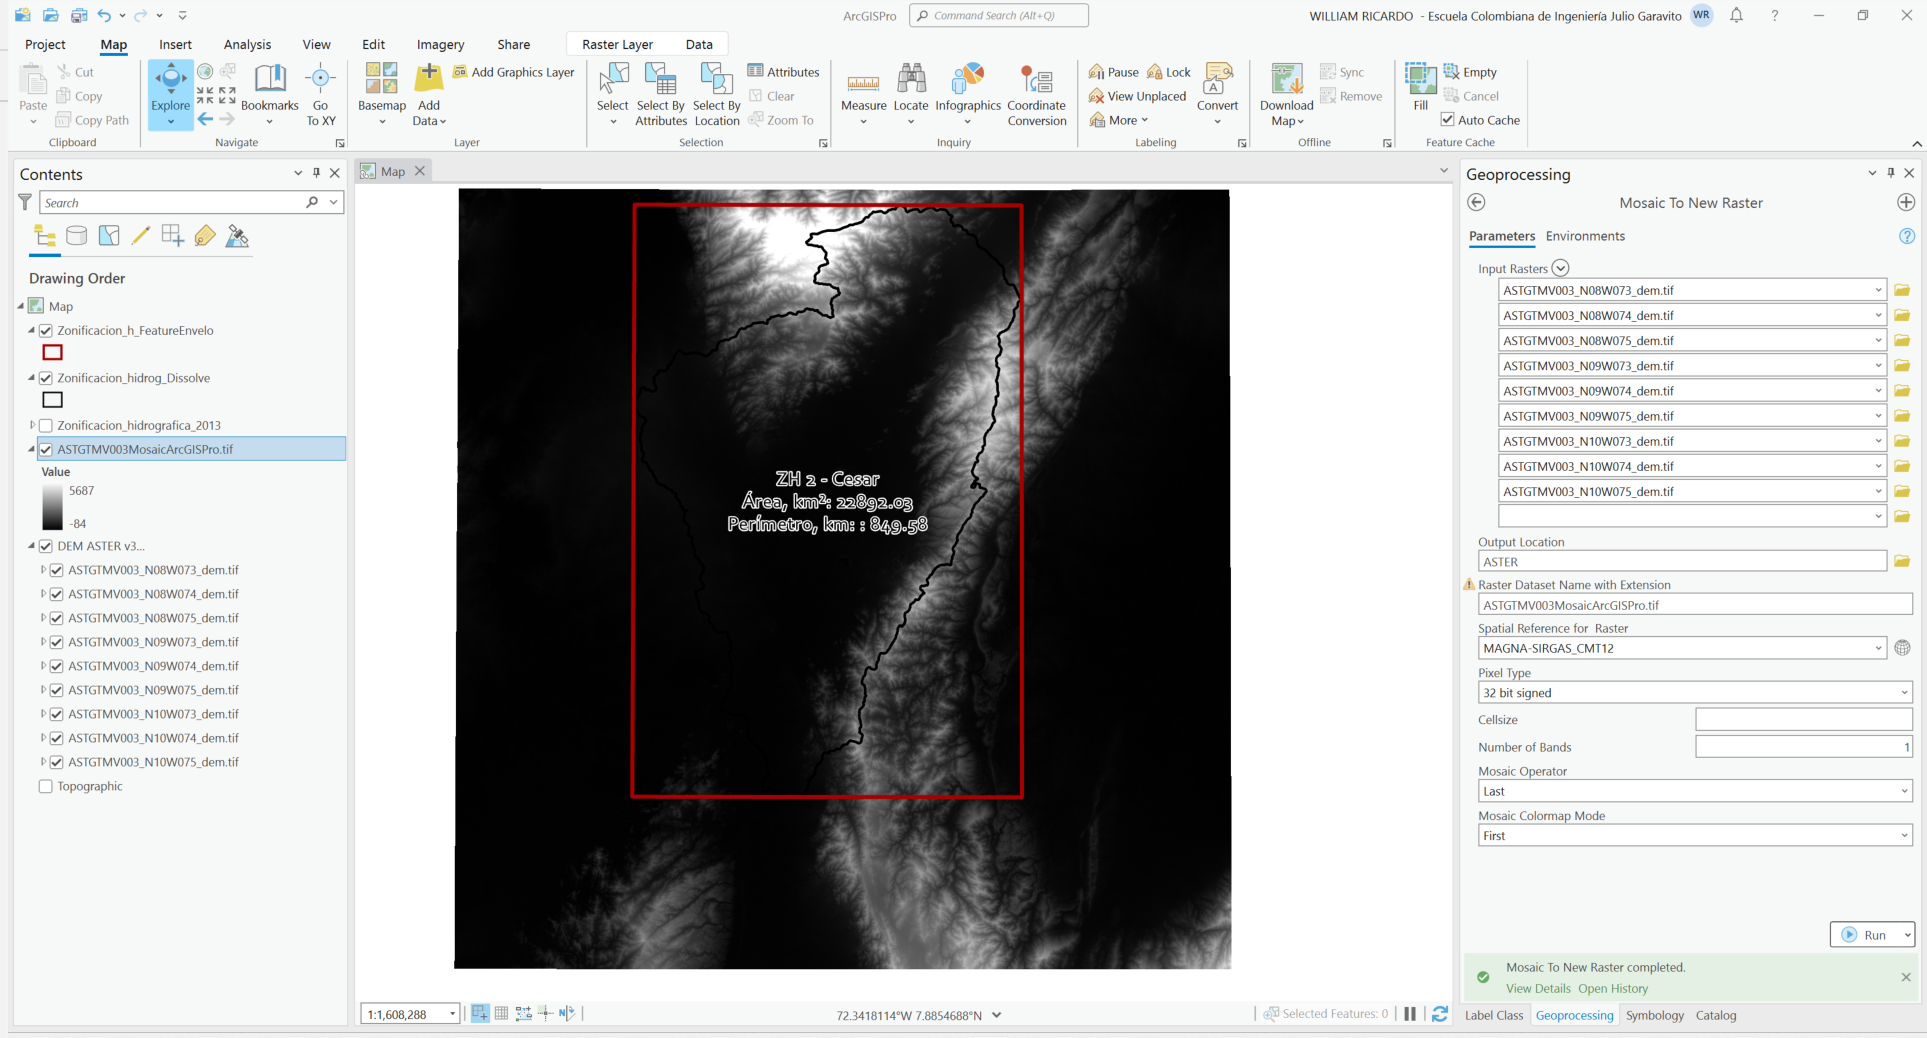 ArcGISPro
Command Search (Alt+Q)
WILLIAM RICARDO - Escuela Colombiana de Ingeniería Julio Garavito
WR
?
Project Map Insert Analysis View Edit Imagery Share Raster Layer Data
Paste
Cut
Copy
Copy Path
Clipboard
Explore
Bookmarks
Go
To XY
Navigate
Basemap
Add
Data
Add Graphics Layer
Layer
Select
Select By
Attributes
Select By
Location
Attributes
Clear
Zoom To
Selection
Measure
Locate
Infographics
Coordinate
Conversion
Inquiry
Pause
Lock
View Unplaced
More
Convert
Labeling
Download
Map
Sync
Remove
Offline
Fill
Empty
Cancel
Auto Cache
Feature Cache
Contents
Search
Drawing Order
Map
Zonificacion_h_FeatureEnvelo
Zonificacion_hidrog_Dissolve
Zonificacion_hidrografica_2013
ASTGTMV003MosaicArcGISPro.tif
Value
5687
-84
DEM ASTER v3...
ASTGTMV003_N08W073_dem.tif
ASTGTMV003_N08W074_dem.tif
ASTGTMV003_N08W075_dem.tif
ASTGTMV003_N09W073_dem.tif
ASTGTMV003_N09W074_dem.tif
ASTGTMV003_N09W075_dem.tif
ASTGTMV003_N10W073_dem.tif
ASTGTMV003_N10W074_dem.tif
ASTGTMV003_N10W075_dem.tif
Topographic
Map
ZH 2 - Cesar
Área, km²: 22892.03
Perímetro, km: : 849.58
1:1,608,288
N
72.3418114°W 7.8854688°N
Selected Features: 0
Geoprocessing
Mosaic To New Raster
Parameters Environments
?
Input Rasters
ASTGTMV003_N08W073_dem.tif
ASTGTMV003_N08W074_dem.tif
ASTGTMV003_N08W075_dem.tif
ASTGTMV003_N09W073_dem.tif
ASTGTMV003_N09W074_dem.tif
ASTGTMV003_N09W075_dem.tif
ASTGTMV003_N10W073_dem.tif
ASTGTMV003_N10W074_dem.tif
ASTGTMV003_N10W075_dem.tif
Output Location
ASTER
Raster Dataset Name with Extension
ASTGTMV003MosaicArcGISPro.tif
Spatial Reference for Raster
MAGNA-SIRGAS_CMT12
Pixel Type
32 bit signed
Cellsize
Number of Bands
1
Mosaic Operator
Last
Mosaic Colormap Mode
First
Run
Mosaic To New Raster completed.
View Details Open History
Label Class Geoprocessing Symbology Catalog